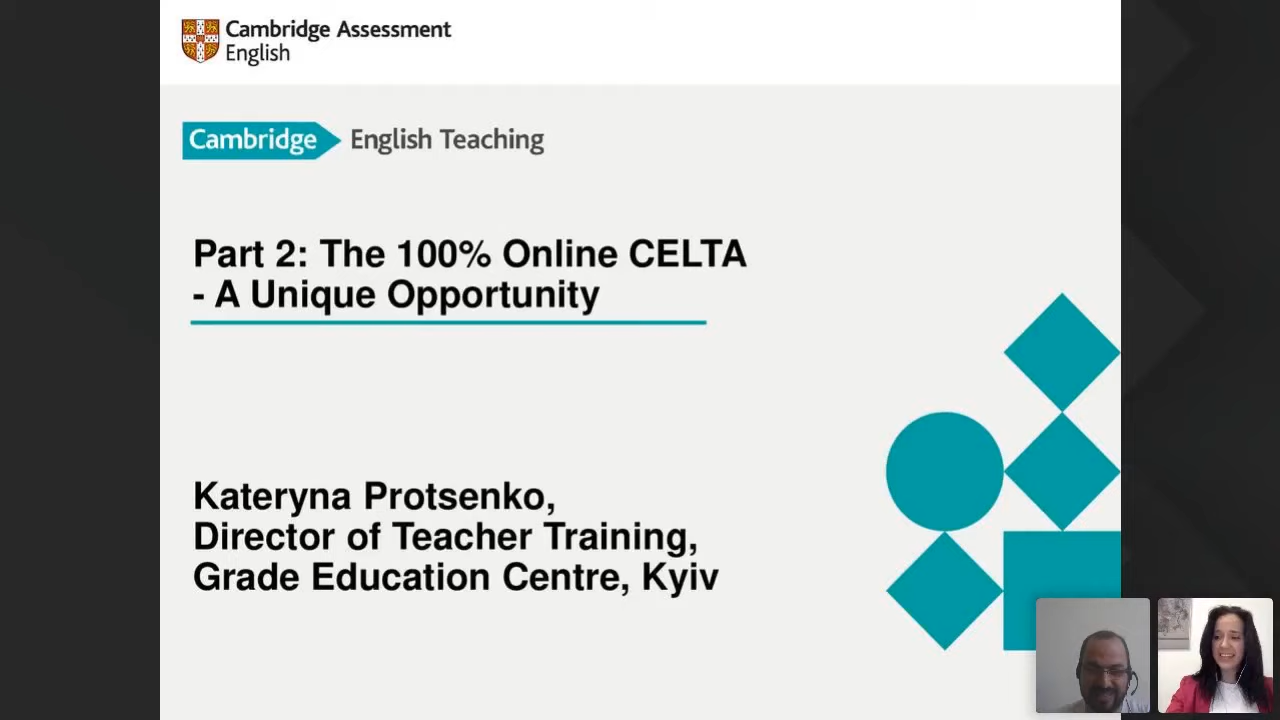 Cambridge Assessment
English
Cambridge English Teaching
Part 2: The 100% Online CELTA
- A Unique Opportunity
Kateryna Protsenko,
Director of Teacher Training,
Grade Education Centre, Kyiv